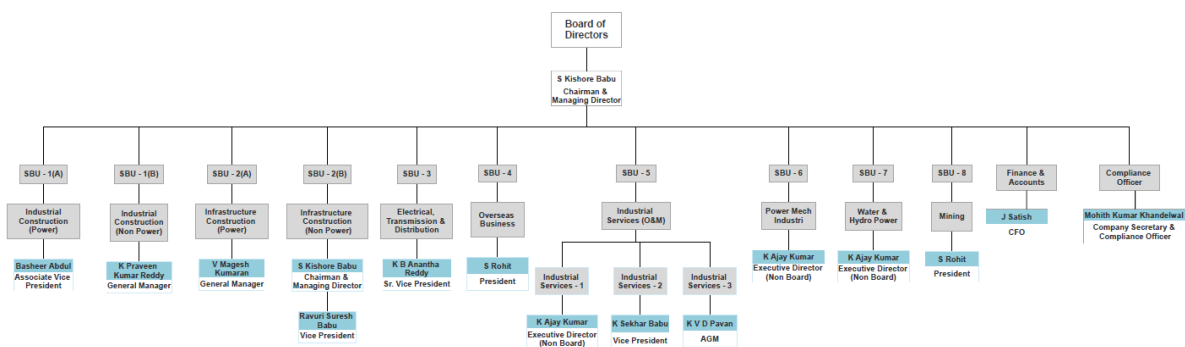 Board of
Directors
S Kishore Babu
Chairman &
Managing Director
SBU - 1(A)
Industrial
Construction
(Power)
Basheer Abdul
Associate Vice
President
SBU - 1(B)
Industrial
Construction
(Non Power)
K Praveen
Kumar Reddy
General Manager
SBU - 2(A)
Infrastructure
Construction
(Power)
V Magesh
Kumaran
General Manager
SBU - 2(B)
Infrastructure
Construction
(Non Power)
S Kishore Babu
Chairman &
Managing Director
Ravuri Suresh
Babu
Vice President
SBU - 3
Electrical,
Transmission &
Distribution
K B Anantha
Reddy
Sr. Vice President
SBU - 4
Overseas
Business
S Rohit
President
SBU - 5
Industrial
Services (O&M)
Industrial
Services - 1
K Ajay Kumar
Executive Director
(Non Board)
Industrial
Services - 2
K Sekhar Babu
Vice President
Industrial
Services - 3
K V D Pavan
AGM
SBU - 6
Power Mech
Industri
K Ajay Kumar
Executive Director
(Non Board)
SBU - 7
Water &
Hydro Power
K Ajay Kumar
Executive Director
(Non Board)
SBU - 8
Mining
S Rohit
President
Finance &
Accounts
J Satish
CFO
Compliance
Officer
Mohith Kumar Khandelwal
Company Secretary &
Compliance Officer